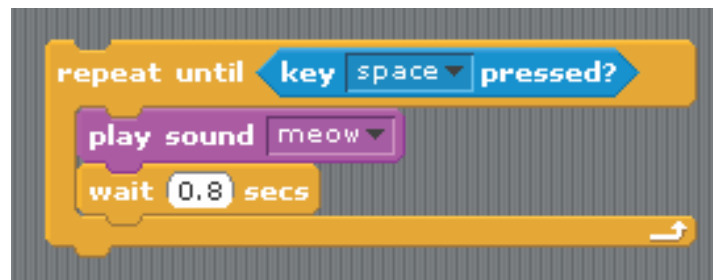 repeat until key space pressed?
play sound meow
wait 0.8 secs